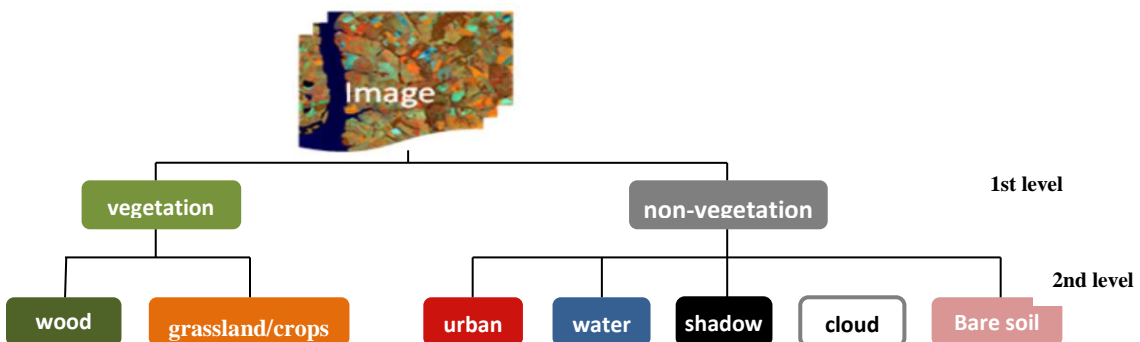 Image
1st level
vegetation
non-vegetation
2nd level
wood
grassland/crops
urban
water
shadow
cloud
Bare soil